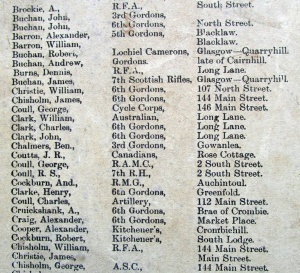 Brockie, A., R.F.A., South Street.
Buchan, John, 3rd Gordons,
Buchan, John, 6th Gordons, North Street.
Barron, Alexander, 5th Gordons, Blacklaw.
Barron, William, Blacklaw.
Buchan, Robert, Lochiel Camerons, Glasgow—Quarryhill.
Buchan, Andrew, Gordons. late of Cairnhill.
Burns, Dennis, R.F.A., Long Lane.
Buchan, James, 7th Scottish Rifles, Glasgow—Quarryhill.
Christie, William, 6th Gordons, 107 North Street.
Chisholm, James, 6th Gordons, 144 Main Street.
Coull, George, Cycle Corps, 146 Main Street.
Clark, William, Australian, Long Lane.
Clark, Charles, 6th Gordons, Long Lane.
Clark, John, 6th Gordons, Long Lane.
Chalmers, Ben., 3rd Gordons, Gowanlea.
Coutts, J. R., Canadians, Rose Cottage.
Coull, George, R.A.M.C., 2 South Street.
Coull, R. S., 7th R.H., 2 South Street.
Cockburn, And., R.M.G., Auchintoul.
Clarke, Henry, 6th Gordons, Greenfold.
Coull, Charles, Artillery, 112 Main Street.
Cruickshank, A., 6th Gordons, Brae of Crombie.
Craig, Alexander, 6th Gordons, Market Place.
Cooper, Alexander, Kitchener's, Crombiehill.
Cockburn, Robert, Kitchener's, South Lodge.
Chisholm, William, R.F.A., 144 Main Street.
Christie, James, Main Street.
Chisholm, George, A.S.C., 144 Main Street.